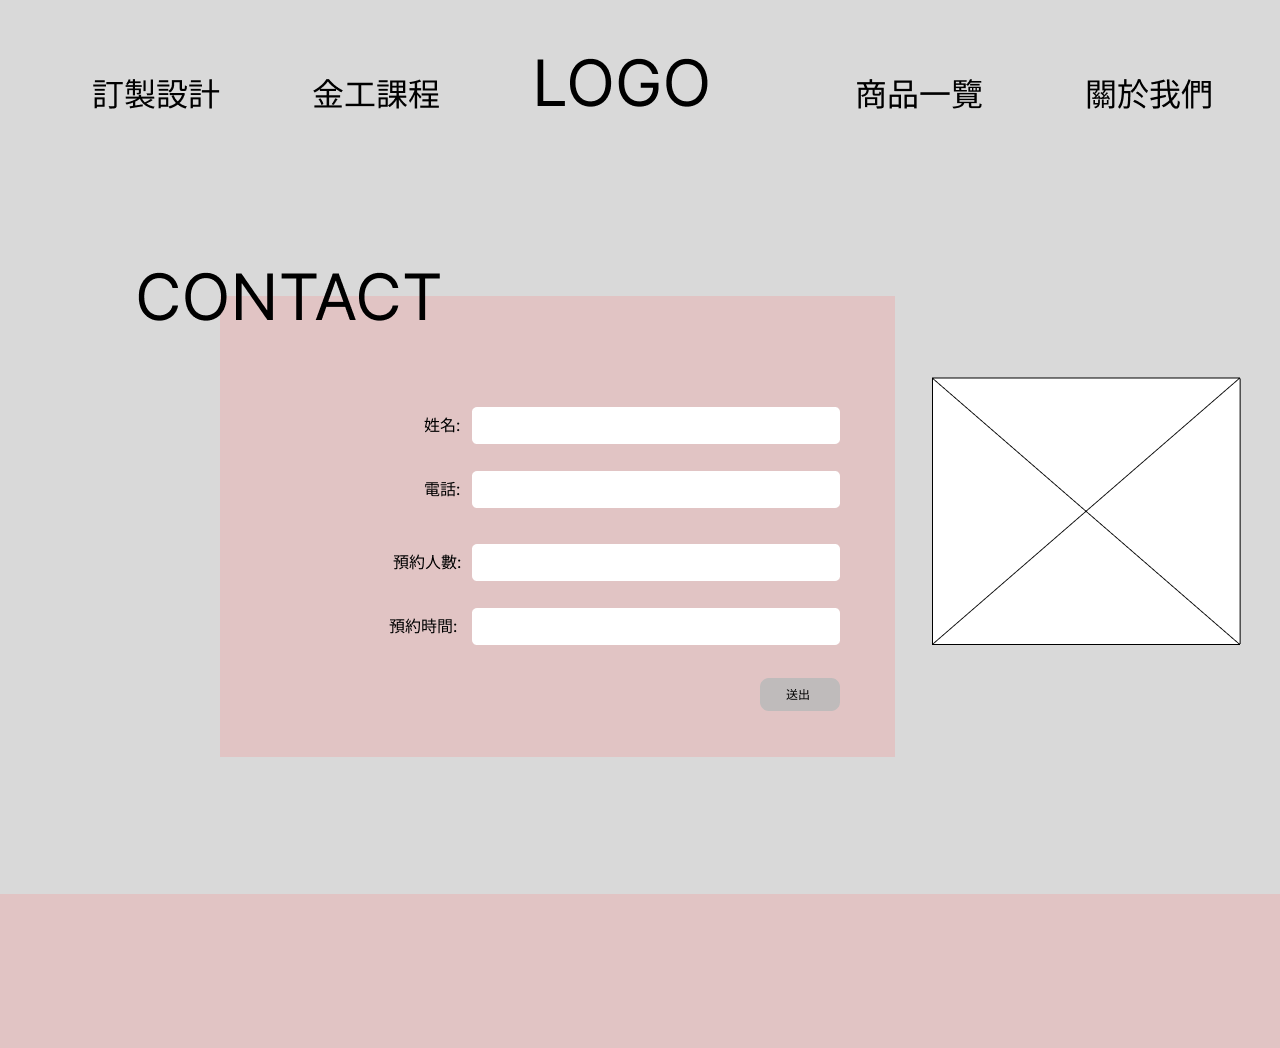 訂製設計 金工課程 LOGO 商品一覽 關於我們
CONTACT
姓名:
電話:
預約人數:
預約時間:
送出